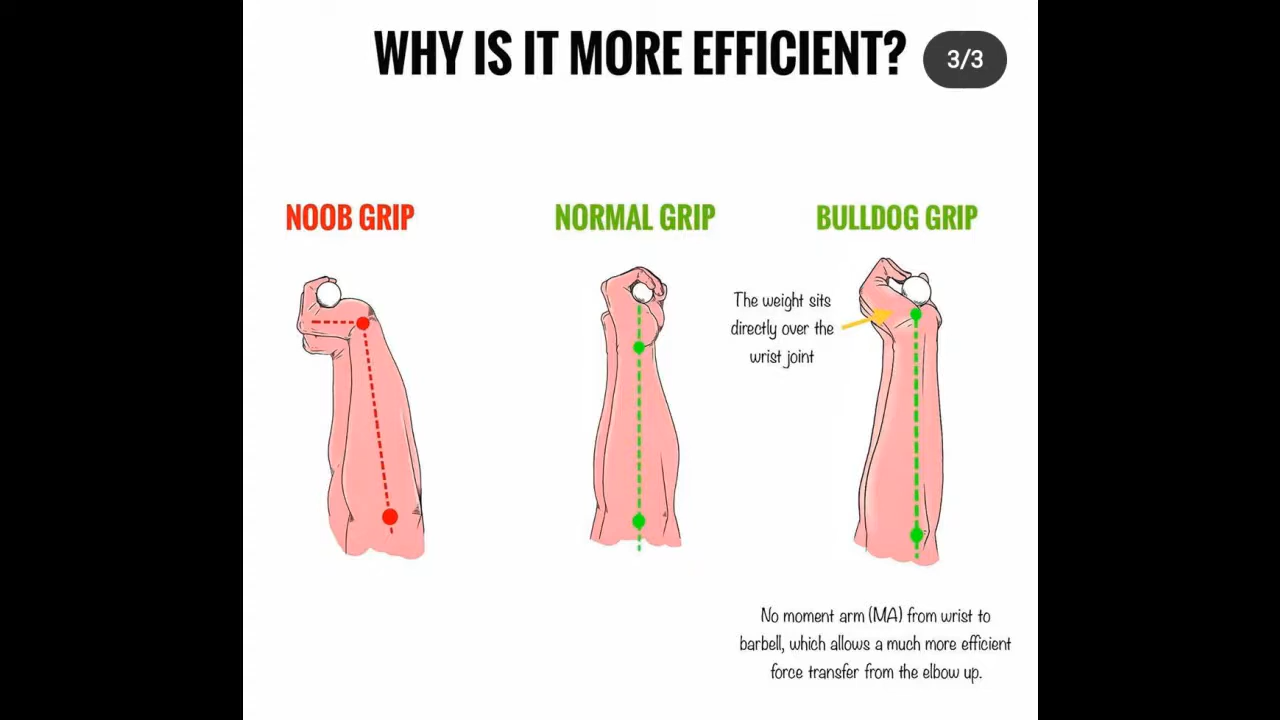 WHY IS IT MORE EFFICIENT?
3/3
NOOB GRIP
NORMAL GRIP
BULLDOG GRIP
The weight sits
directly over the
wrist joint
No moment arm (MA) from wrist to
barbell, which allows a much more efficient
force transfer from the elbow up.